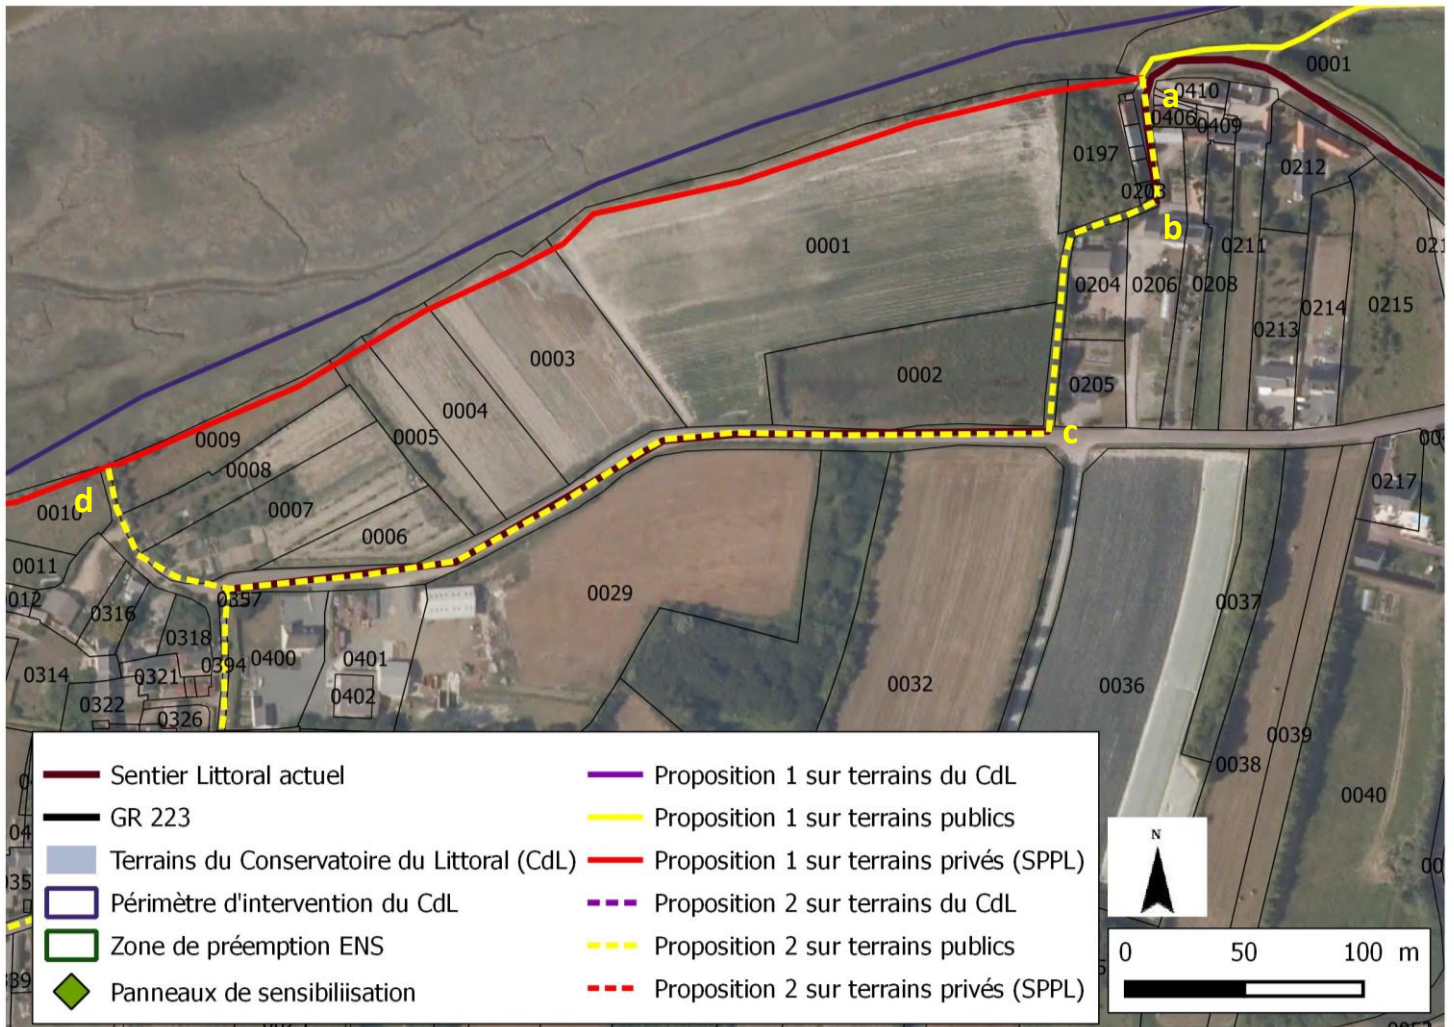 0001
a
0410
0406
0409
0197
0212
0203
b
0001
0211
0204
0206
0208
0215
0214
0213
0003
0002
0205
0004
0005
c
0009
0008
0217
d
0010
0007
0006
0011
0357
0029
0037
0316
0318
0394
0400
0401
0314
0321
0402
0032
0036
0322
0326
0039
0038
0040
Sentier Littoral actuel
GR 223
Terrains du Conservatoire du Littoral (CdL)
Périmètre d'intervention du CdL
Zone de préemption ENS
Panneaux de sensibiliisation
Proposition 1 sur terrains du CdL
Proposition 1 sur terrains publics
Proposition 1 sur terrains privés (SPPL)
Proposition 2 sur terrains du CdL
Proposition 2 sur terrains publics
Proposition 2 sur terrains privés (SPPL)
N
0 50 100 m